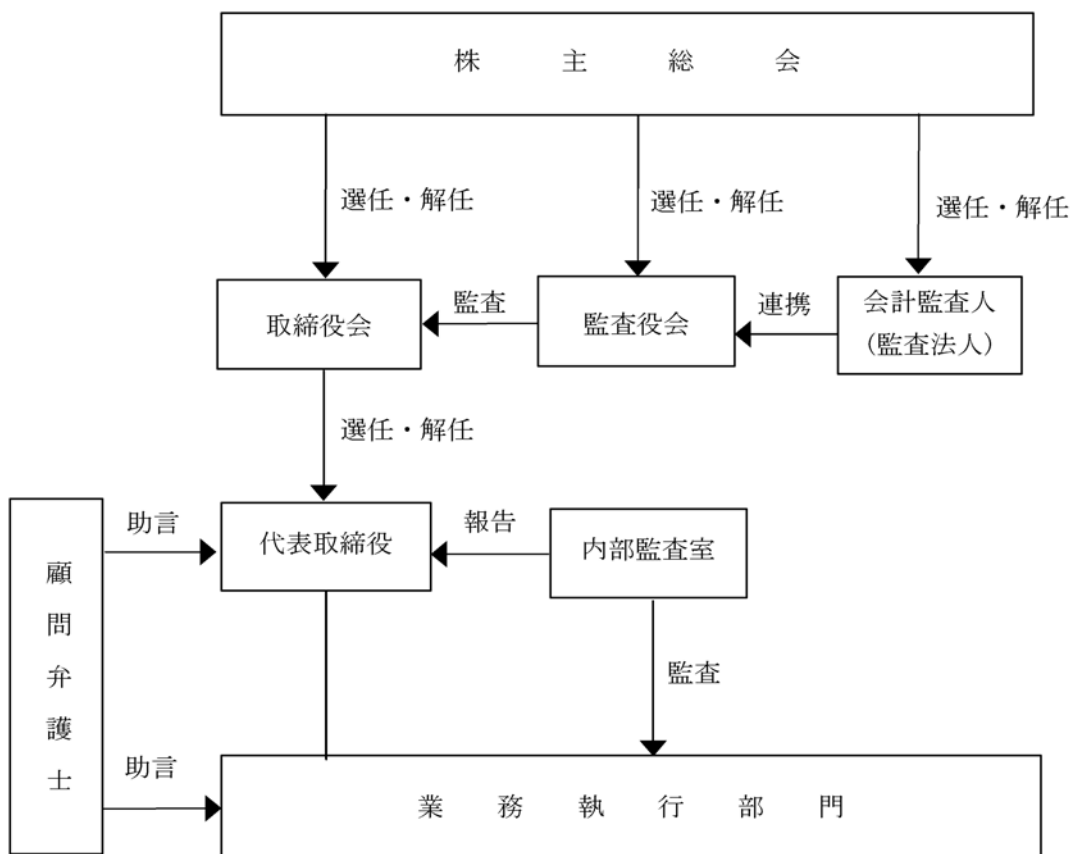 株主総会
選任・解任
選任・解任
選任・解任
取締役会
監査
監査役会
連携
会計監査人
(監査法人)
選任・解任
顧問弁護士
助言
代表取締役
報告
内部監査室
監査
助言
業務執行部門